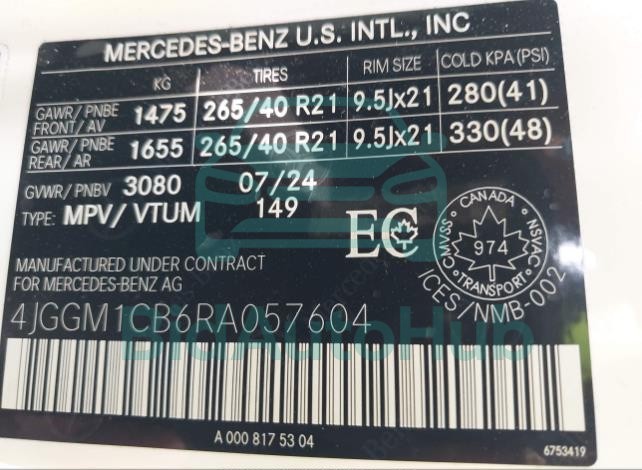 MERCEDES-BENZ U.S. INTL., INC
KG TIRES RIM SIZE COLD KPA(PSI)
GAWR/PNBE FRONT/AV 1475 265/40 R21 9.5Jx21 280(41)
GAWR/PNBE REAR/AR 1655 265/40 R21 9.5Jx21 330(48)
GVWR/PNBV 3080 07/24
TYPE: MPV/VTUM 149
EC
CMVSS · CANADA · NSVAC · TRANSPORT ·
974
ICES/NMB-002
MANUFACTURED UNDER CONTRACT
FOR MERCEDES-BENZ AG
4JGGM1CB6RA057604
BidAutoHub
A 000 817 53 04
6753419